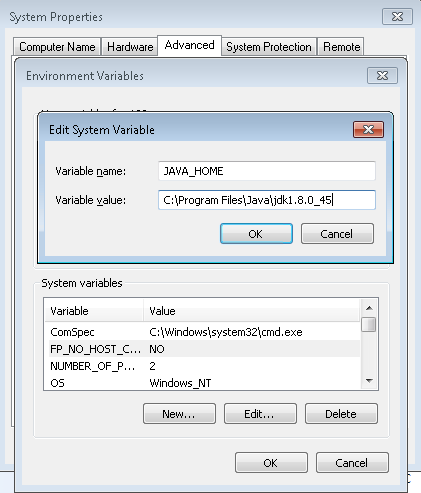 System Properties
Computer Name Hardware Advanced System Protection Remote
Environment Variables
Edit System Variable
Variable name: JAVA_HOME
Variable value: C:\Program Files\Java\jdk1.8.0_45
OK Cancel
System variables
Variable Value
ComSpec C:\Windows\system32\cmd.exe
FP_NO_HOST_C... NO
NUMBER_OF_P... 2
OS Windows_NT
New... Edit... Delete
OK Cancel